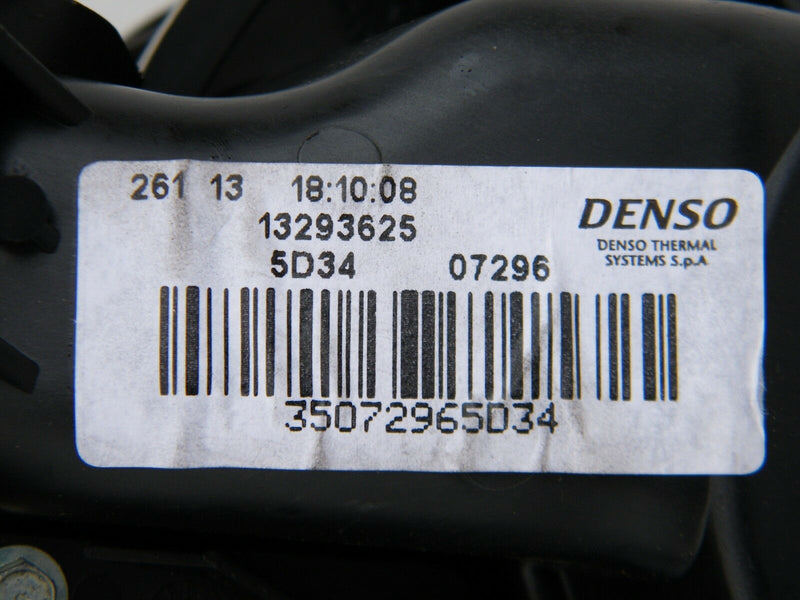 261 13 18:10:08
13293625
5D34 07296
DENSO
DENSO THERMAL
SYSTEMS S.p.A
35072965D34